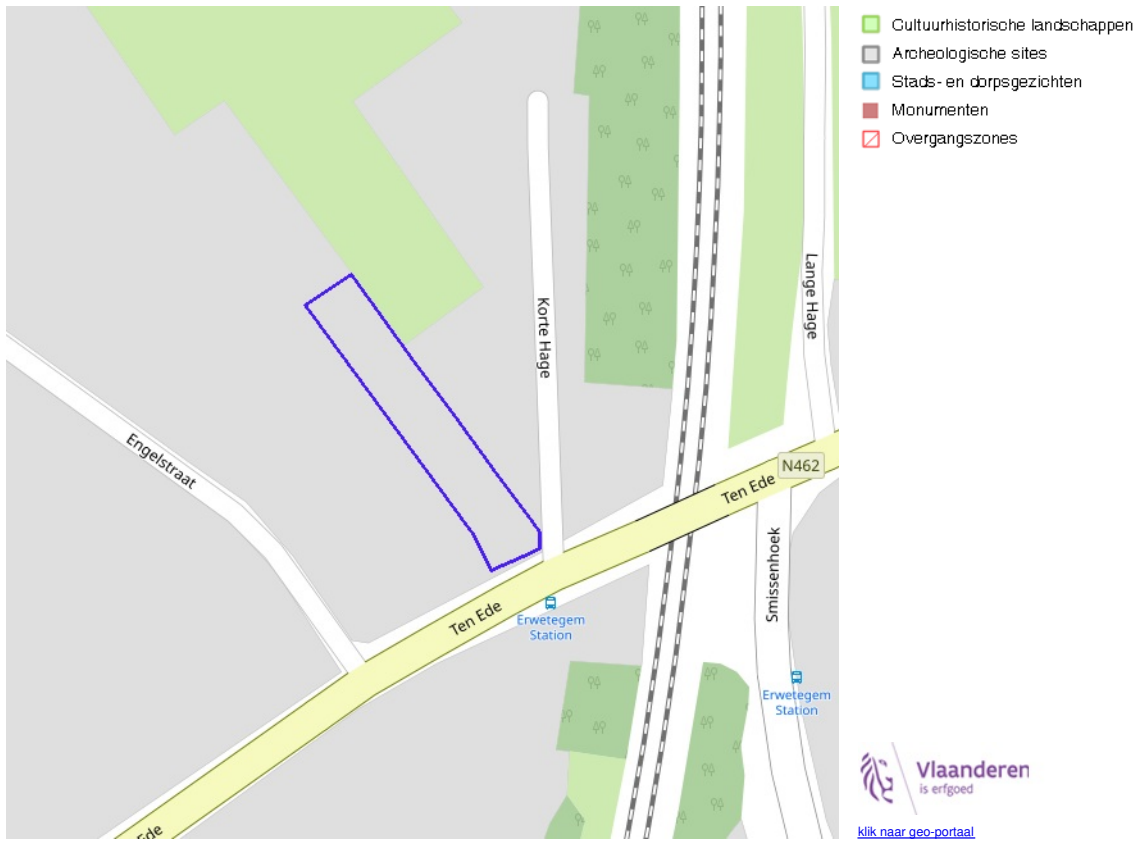 Cultuurhistorische landschappen
Archeologische sites
Stads- en dorpsgezichten
Monumenten
Overgangszones
Lange Hage
Korte Hage
Engelstraat
N462
Ten Ede
Smissenhoek
Ten Ede
Erwetegem
Station
Erwetegem
Station
Ede
Vlaanderen
is erfgoed
klik naar geo-portaal